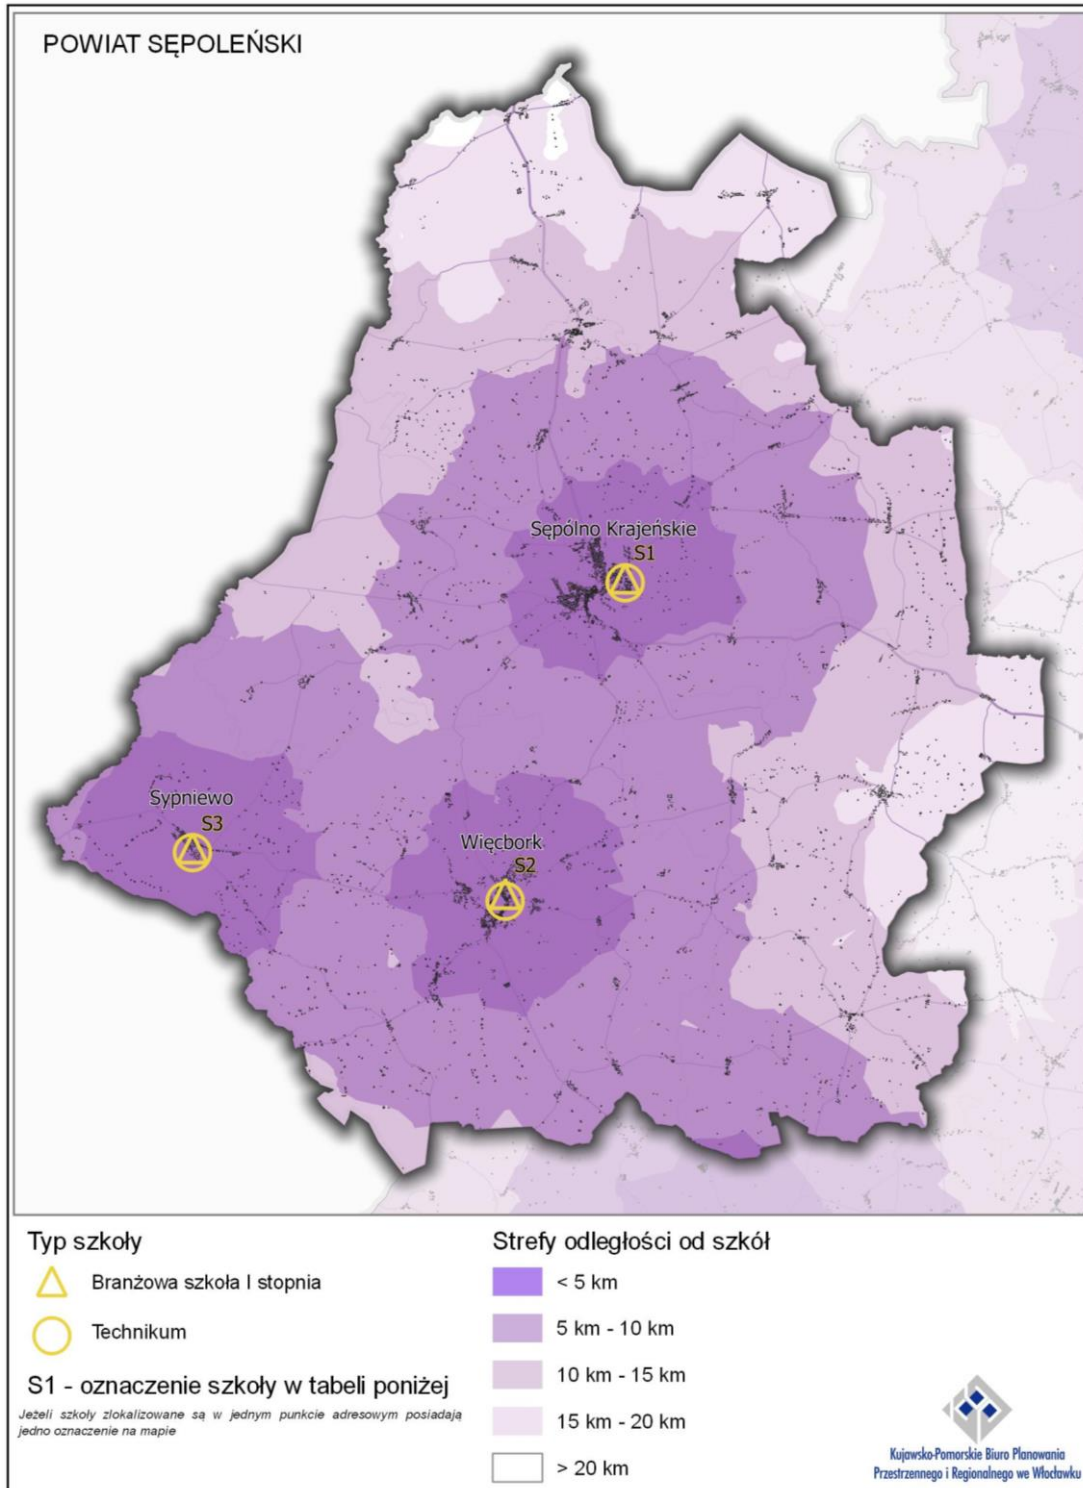 POWIAT SĘPOLEŃSKI
Sępólno Krajeńskie
S1
Sypniewo
S3
Więcbork
S2
Typ szkoły
Branżowa szkoła I stopnia
Technikum
S1 - oznaczenie szkoły w tabeli poniżej
Jeżeli szkoły zlokalizowane są w jednym punkcie adresowym posiadają
jedno oznaczenie na mapie
Strefy odległości od szkół
< 5 km
5 km - 10 km
10 km - 15 km
15 km - 20 km
> 20 km
Kujawsko-Pomorskie Biuro Planowania
Przestrzennego i Regionalnego we Włocławku